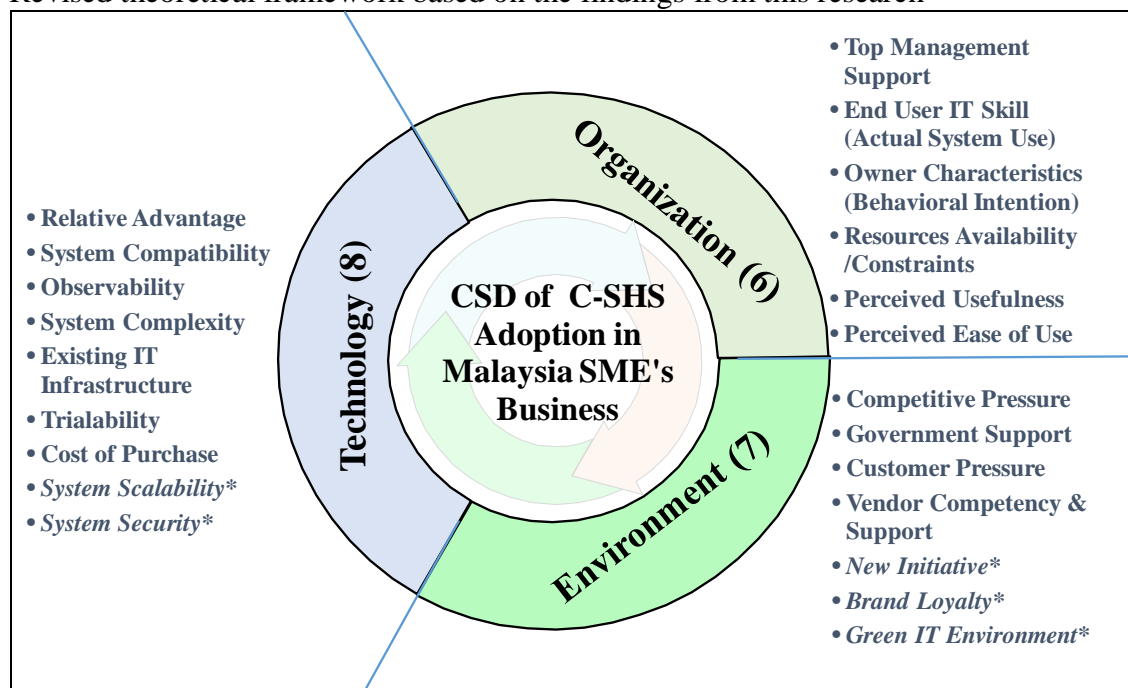 Revised theoretical framework based on the findings from this research
• Relative Advantage
• System Compatibility
• Observability
• System Complexity
• Existing IT
Infrastructure
• Trialability
• Cost of Purchase
• System Scalability*
• System Security*
Technology (8)
Organization (6)
Environment (7)
CSD of C-SHS
Adoption in
Malaysia SME's
Business
• Top Management
Support
• End User IT Skill
(Actual System Use)
• Owner Characteristics
(Behavioral Intention)
• Resources Availability
/Constraints
• Perceived Usefulness
• Perceived Ease of Use
• Competitive Pressure
• Government Support
• Customer Pressure
• Vendor Competency &
Support
• New Initiative*
• Brand Loyalty*
• Green IT Environment*